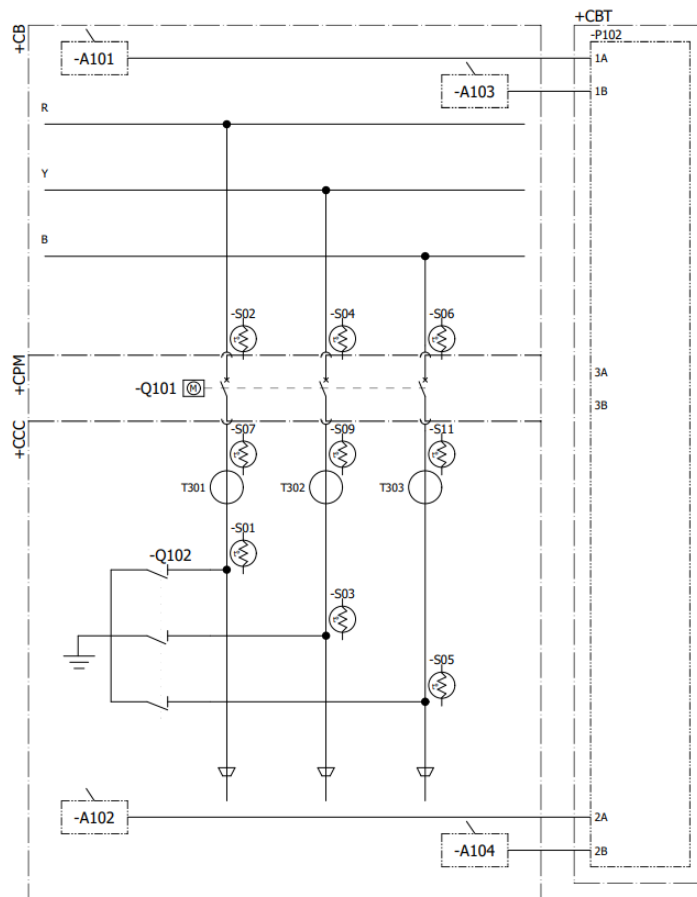 +CB
+CBT
-P102
-A101
1A
-A103
1B
R
Y
B
-S02
-S04
-S06
+CPM
3A
-Q101
M
3B
+CCC
-S07
-S09
-S11
T301
T302
T303
-S01
-Q102
-S03
-S05
-A102
2A
-A104
2B